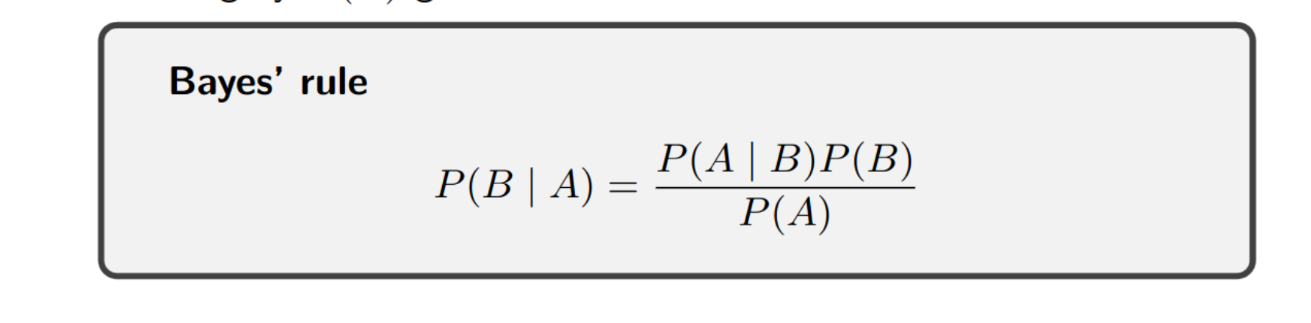 Bayes' rule
P(B | A) = P(A | B)P(B) / P(A)